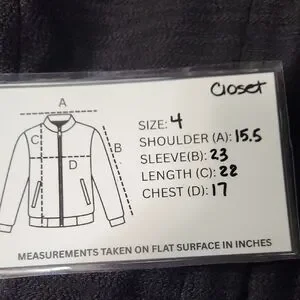 Closet
A
SIZE: 4
SHOULDER (A): 15.5
B
C
SLEEVE(B): 23
D
LENGTH (C): 22
CHEST (D): 17
MEASUREMENTS TAKEN ON FLAT SURFACE IN INCHES